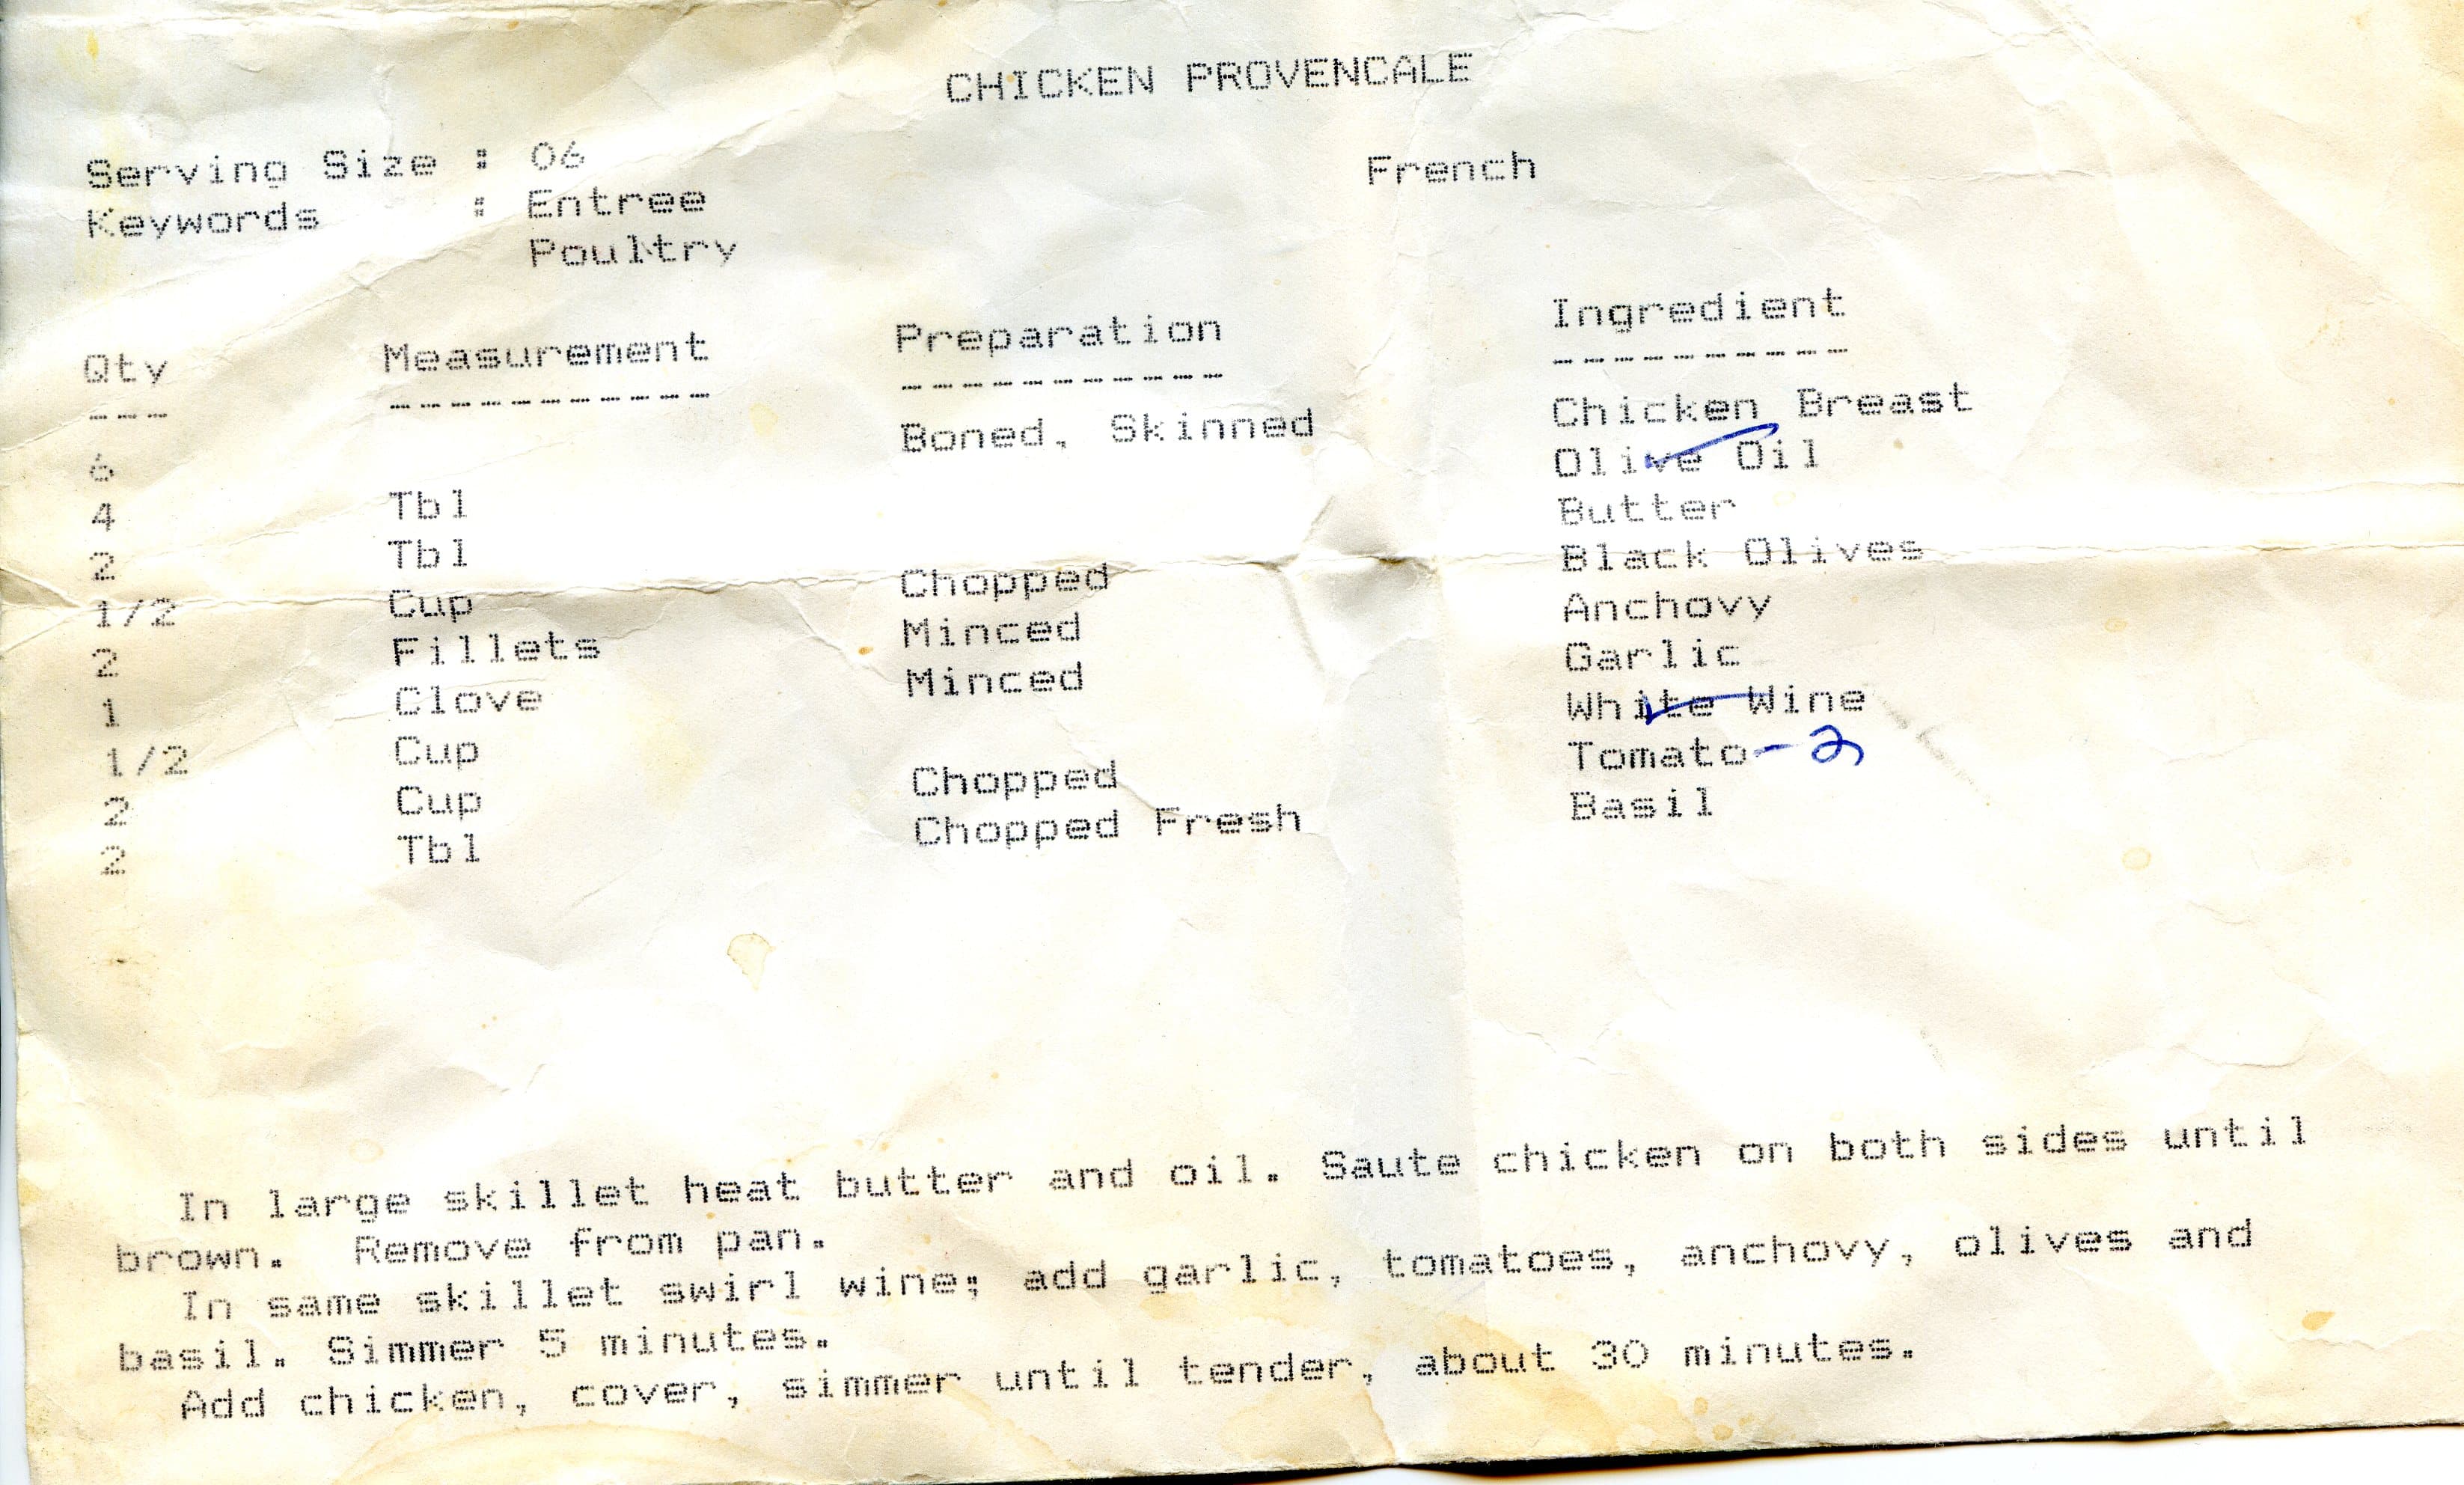 CHICKEN PROVENCALE
Serving Size : 06 French
Keywords : Entree
Poultry
Qty Measurement Preparation Ingredient
--- ----------- ----------- ----------
6 Boned, Skinned Chicken Breast
4 Tbl Olive Oil
2 Tbl Butter
1/2 Cup Chopped Black Olives
2 Fillets Minced Anchovy
1 Clove Minced Garlic
1/2 Cup White Wine
2 Cup Chopped Tomato - 2
2 Tbl Chopped Fresh Basil
In large skillet heat butter and oil. Saute chicken on both sides until
brown. Remove from pan.
In same skillet swirl wine; add garlic, tomatoes, anchovy, olives and
basil. Simmer 5 minutes.
Add chicken, cover, simmer until tender, about 30 minutes.